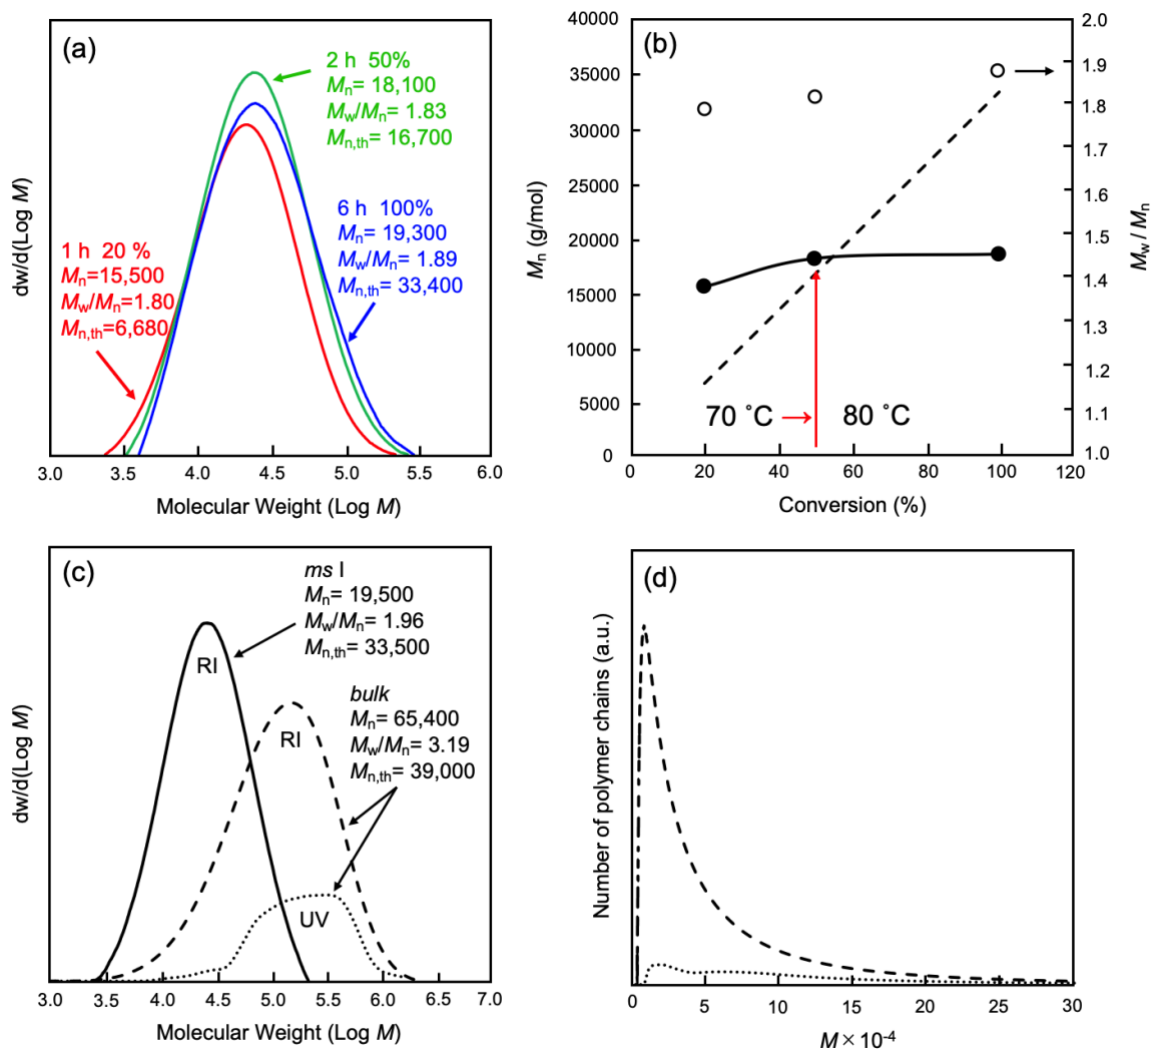 (a)
2 h 50%
Mn= 18,100
Mw/Mn= 1.83
Mn,th= 16,700
6 h 100%
Mn= 19,300
Mw/Mn= 1.89
Mn,th= 33,400
1 h 20 %
Mn=15,500
Mw/Mn=1.80
Mn,th=6,680
dw/d(Log M)
3.0 3.5 4.0 4.5 5.0 5.5 6.0
Molecular Weight (Log M)
(b)
40000
35000
30000
25000
20000
15000
10000
5000
0
Mn (g/mol)
2.0
1.9
1.8
1.7
1.6
1.5
1.4
1.3
1.2
1.1
1.0
Mw / Mn
70 ˚C → 80 ˚C
0 20 40 60 80 100 120
Conversion (%)
(c)
ms I
Mn= 19,500
Mw/Mn= 1.96
Mn,th= 33,500
RI
bulk
Mn= 65,400
Mw/Mn= 3.19
Mn,th= 39,000
RI
UV
dw/d(Log M)
3.0 3.5 4.0 4.5 5.0 5.5 6.0 6.5 7.0
Molecular Weight (Log M)
(d)
Number of polymer chains (a.u.)
0 5 10 15 20 25 30
M × 10-4